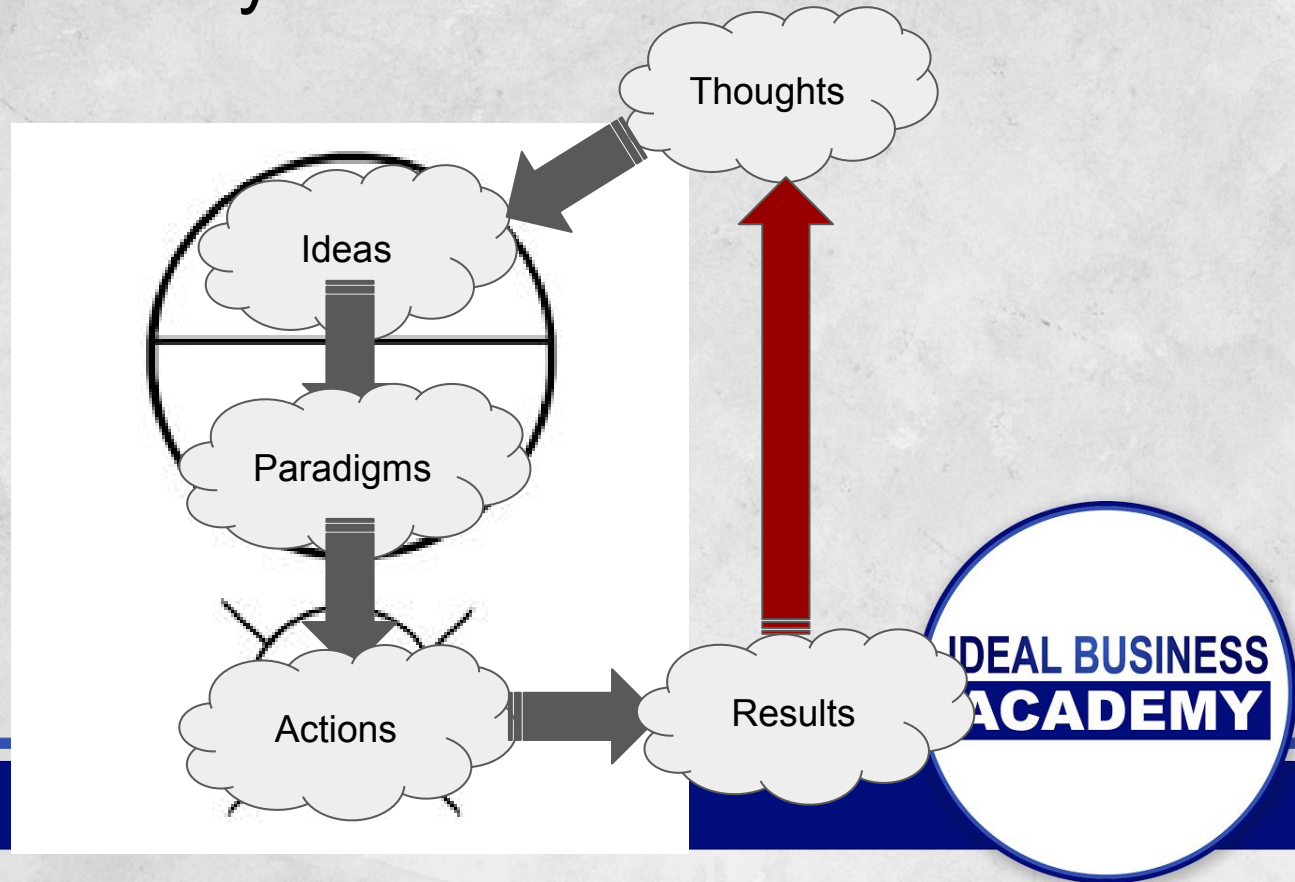 Thoughts
Ideas
Paradigms
Actions
Results
IDEAL BUSINESS
ACADEMY